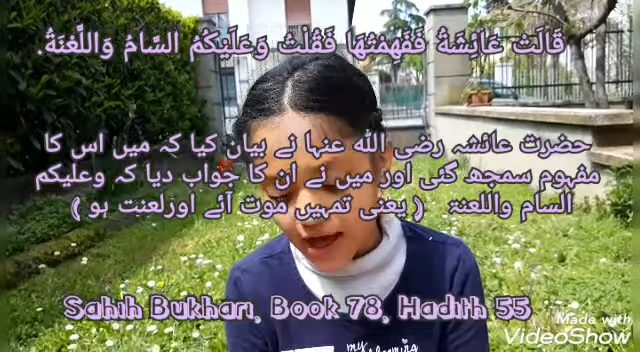 قَالَتْ عَائِشَةُ فَفَهِمْتُهَا فَقُلْتُ وَعَلَيْكُمُ السَّامُ وَاللَّعْنَةُ.
حضرت عائشہ رضی اللہ عنہا نے بیان کیا کہ میں اس کا
مفہوم سمجھ گئی اور میں نے ان کا جواب دیا کہ وعلیکم
السام واللعنة ( یعنی تمہیں موت آئے اورلعنت ہو )
Sahih Bukhari, Book 78, Hadith 55
my
Made with
VideoShow